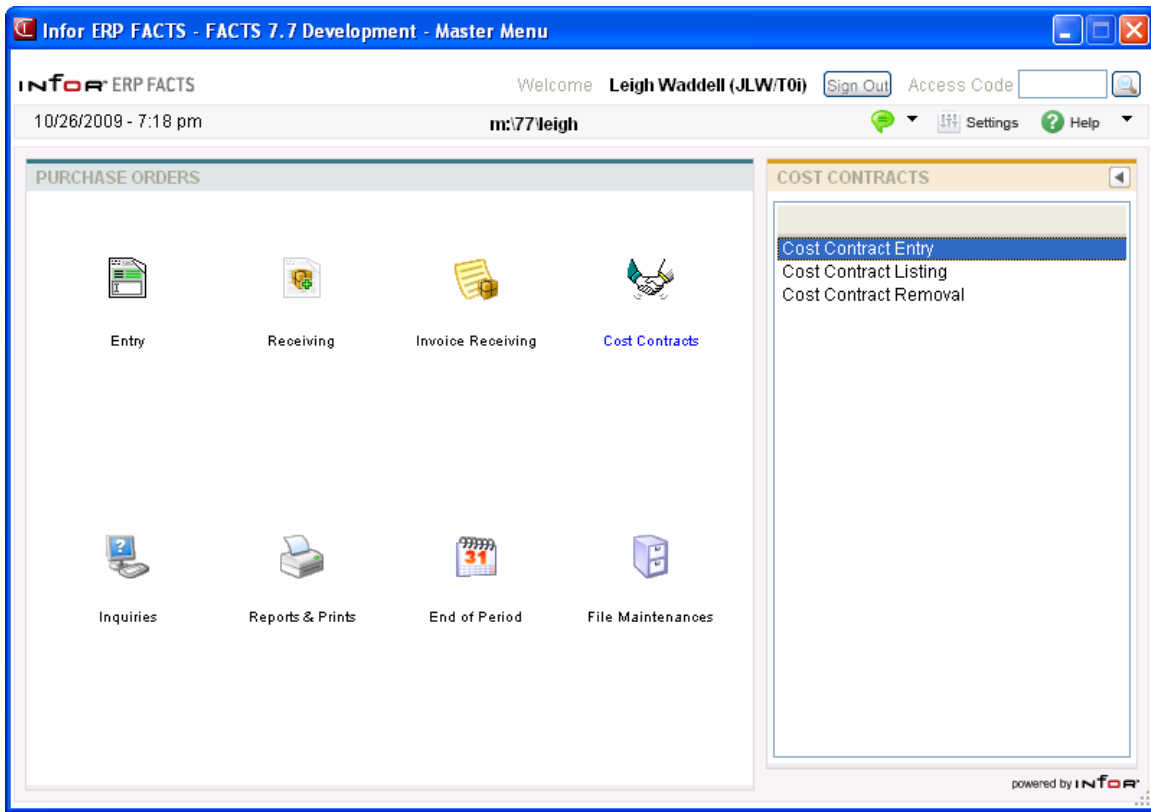 Infor ERP FACTS - FACTS 7.7 Development - Master Menu
infor ERP FACTS
Welcome Leigh Waddell (JLW/T0i) Sign Out Access Code
10/26/2009 - 7:18 pm m:\77\leigh Settings ? Help
PURCHASE ORDERS
Entry Receiving Invoice Receiving Cost Contracts
?
31
Inquiries Reports & Prints End of Period File Maintenances
COST CONTRACTS
Cost Contract Entry
Cost Contract Listing
Cost Contract Removal
powered by infor